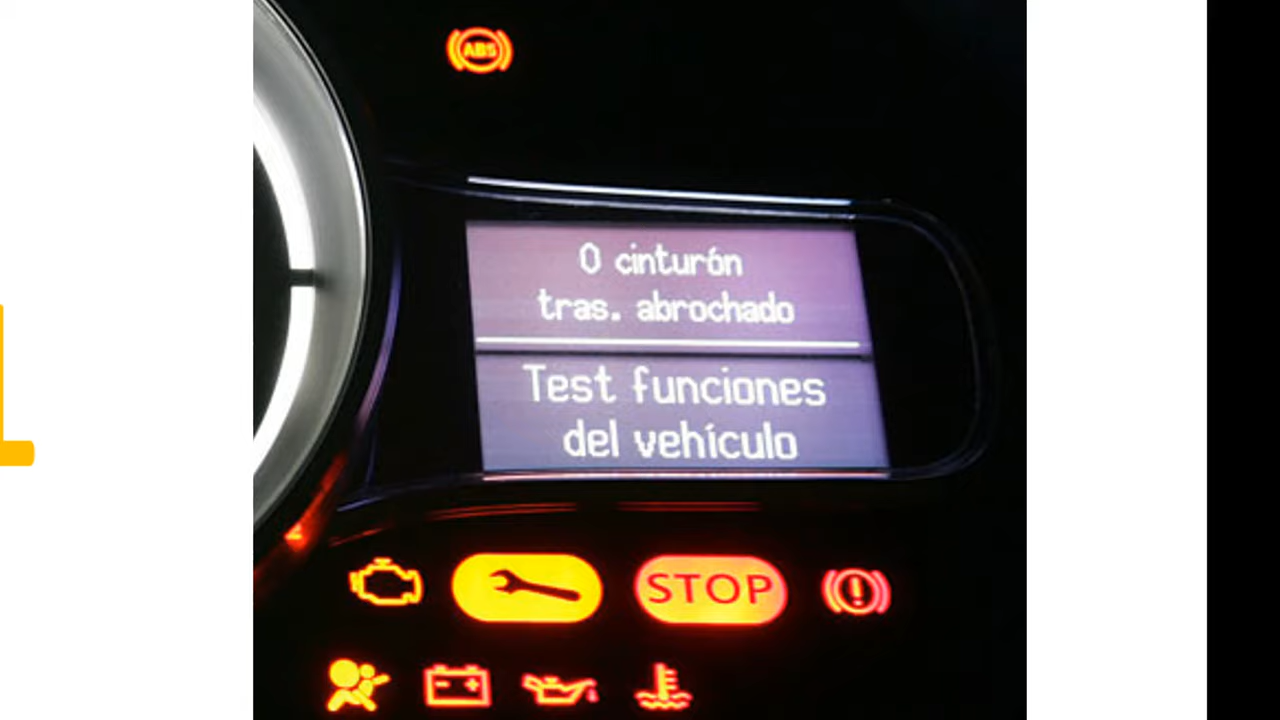 ABS
0 cinturón
tras. abrochado
Test funciones
del vehículo
STOP